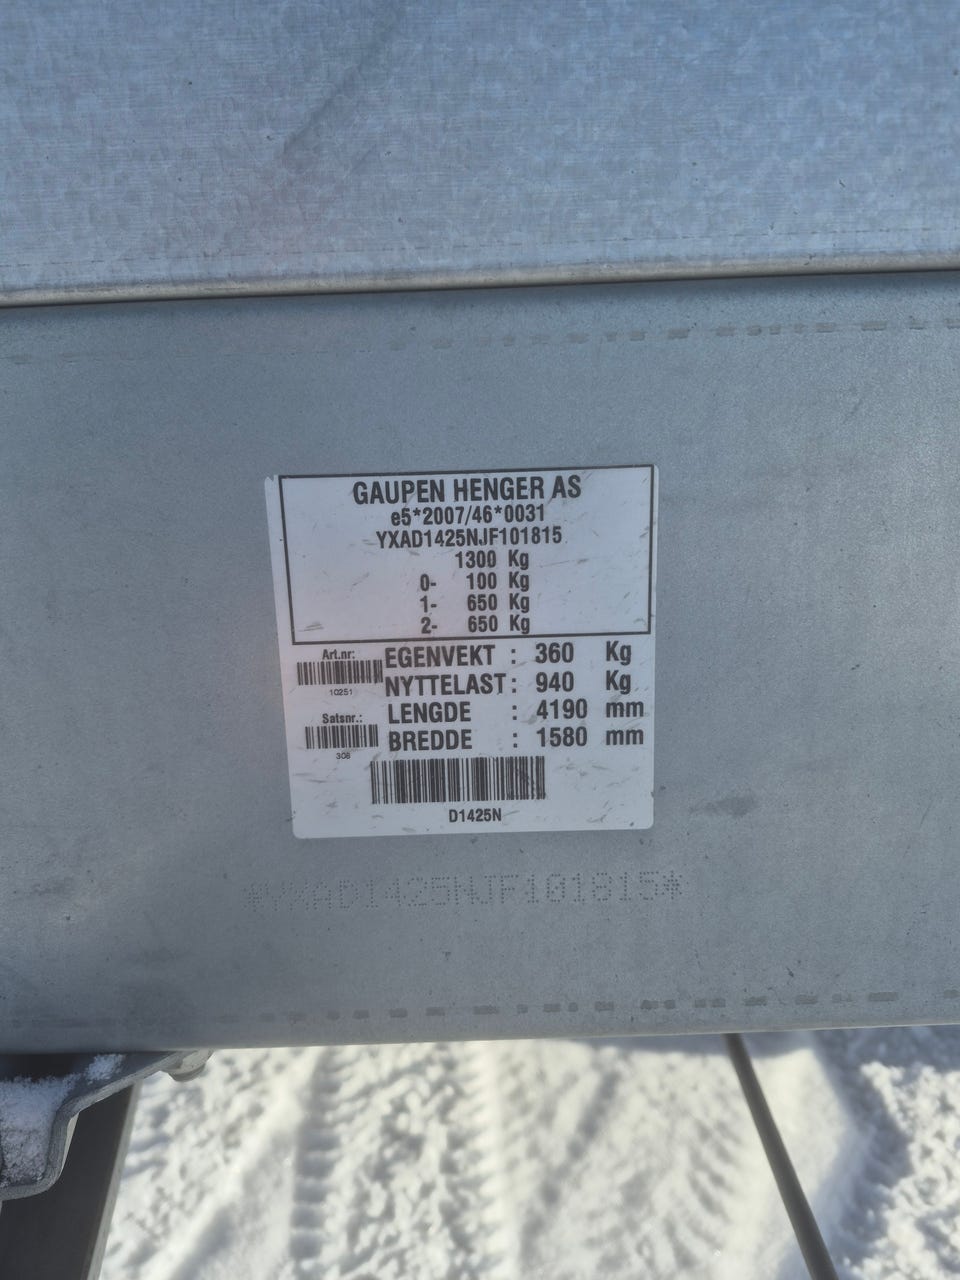 GAUPEN HENGER AS
e5*2007/46*0031
YXAD1425NJF101815
1300 Kg
0- 100 Kg
1- 650 Kg
2- 650 Kg
Art.nr:
10251
Satsnr.:
306
EGENVEKT : 360 Kg
NYTTELAST : 940 Kg
LENGDE : 4190 mm
BREDDE : 1580 mm
D1425N
*YXAD1425NJF101815*